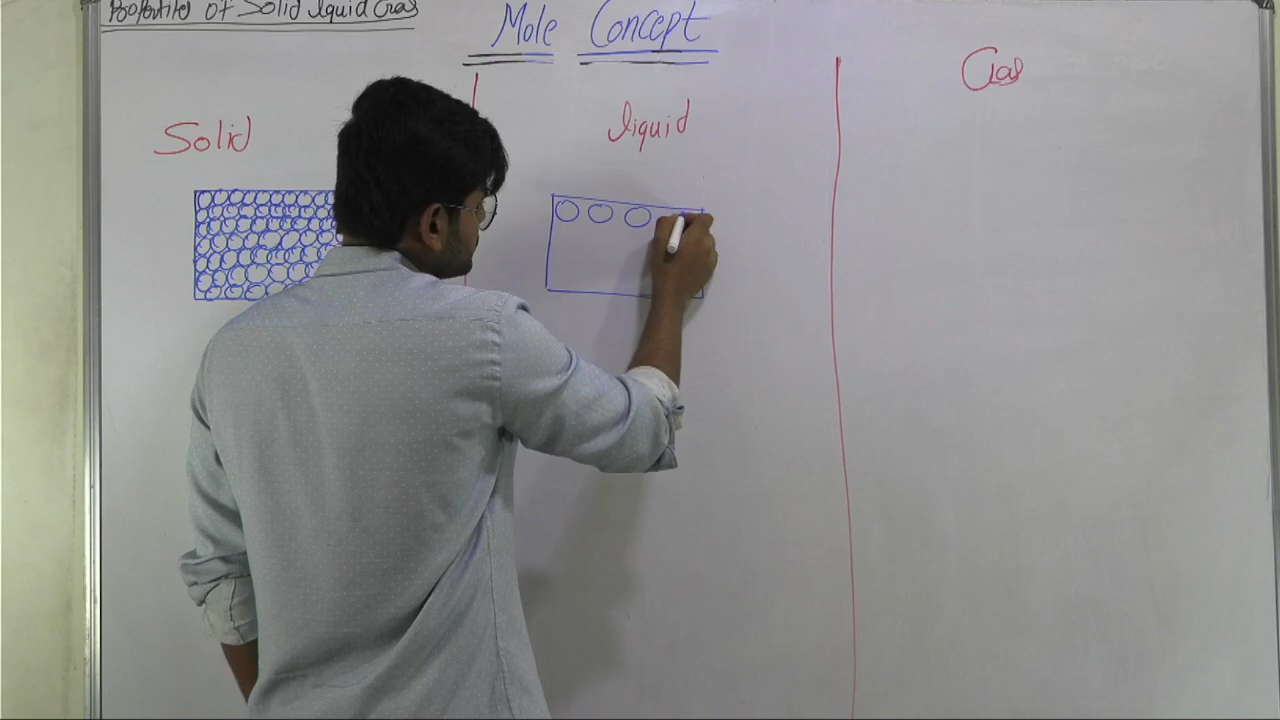 Properties of Solid liquid Gas
Mole Concept
Solid
liquid
Gas